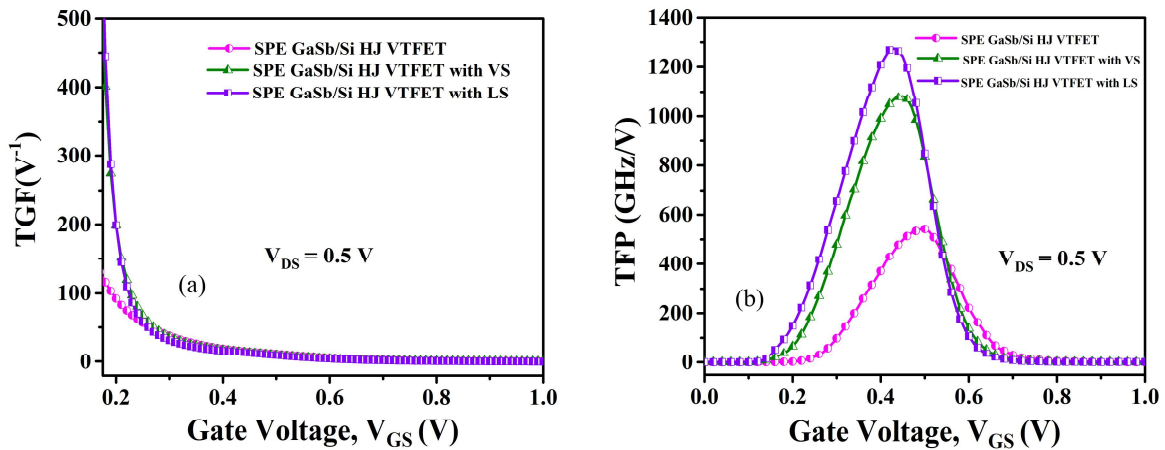 500
400
300
200
100
0
TGF(V⁻¹)
SPE GaSb/Si HJ VTFET
SPE GaSb/Si HJ VTFET with VS
SPE GaSb/Si HJ VTFET with LS
V_DS = 0.5 V
(a)
0.2 0.4 0.6 0.8 1.0
Gate Voltage, V_GS (V)
1400
1200
1000
800
600
400
200
0
TFP (GHz/V)
SPE GaSb/Si HJ VTFET
SPE GaSb/Si HJ VTFET with VS
SPE GaSb/Si HJ VTFET with LS
V_DS = 0.5 V
(b)
0.0 0.2 0.4 0.6 0.8 1.0
Gate Voltage, V_GS (V)